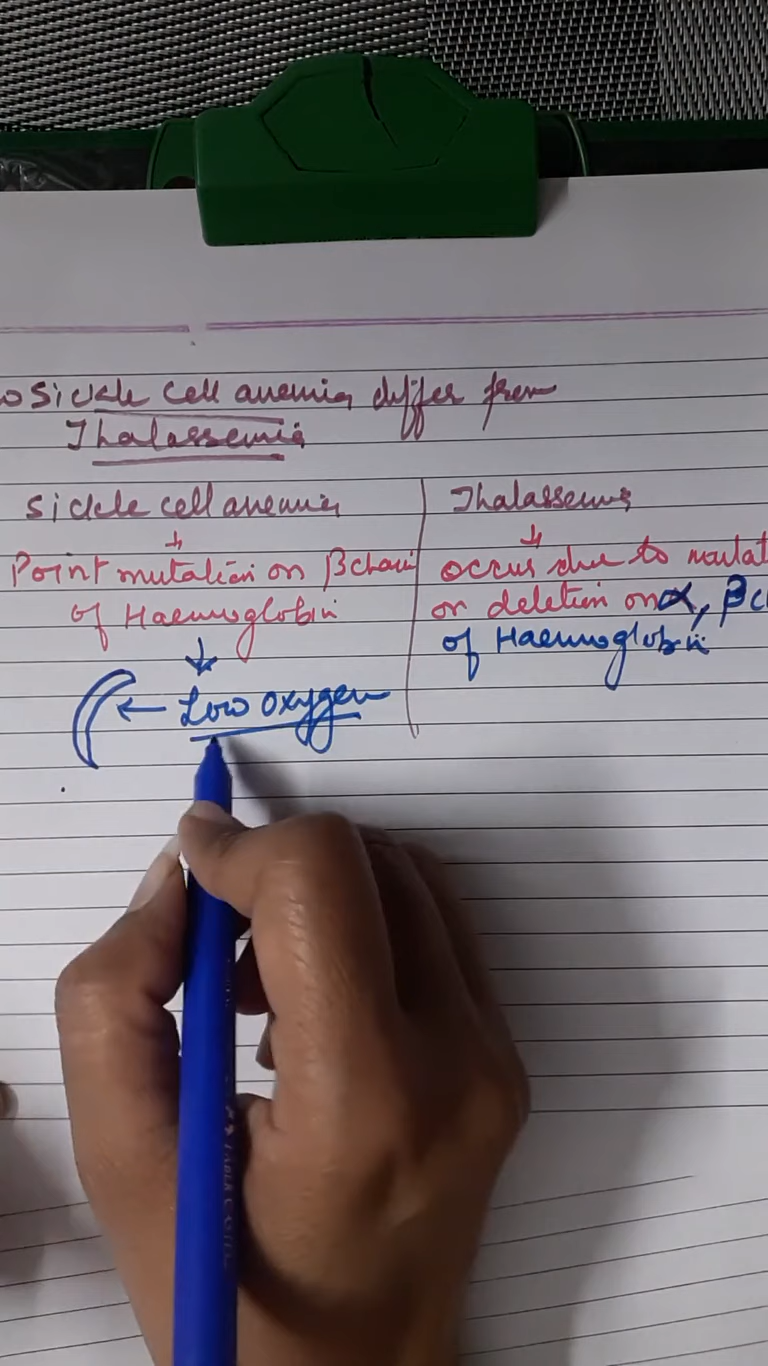 Sickle cell anemia differ from
Thalassemia
Sickle cell anemia
Point mutation on β chain
of Haemoglobin
Low oxygen
Thalassemia
occurs due to mutat
or deletion on α, β c
of Haemoglobin